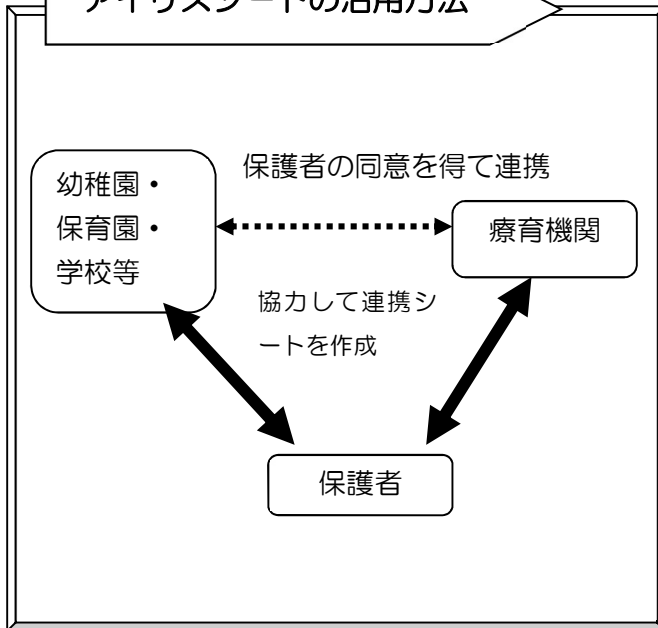 アイリスシートの活用方法
保護者の同意を得て連携
幼稚園・
保育園・
学校等
療育機関
協力して連携シ
ートを作成
保護者